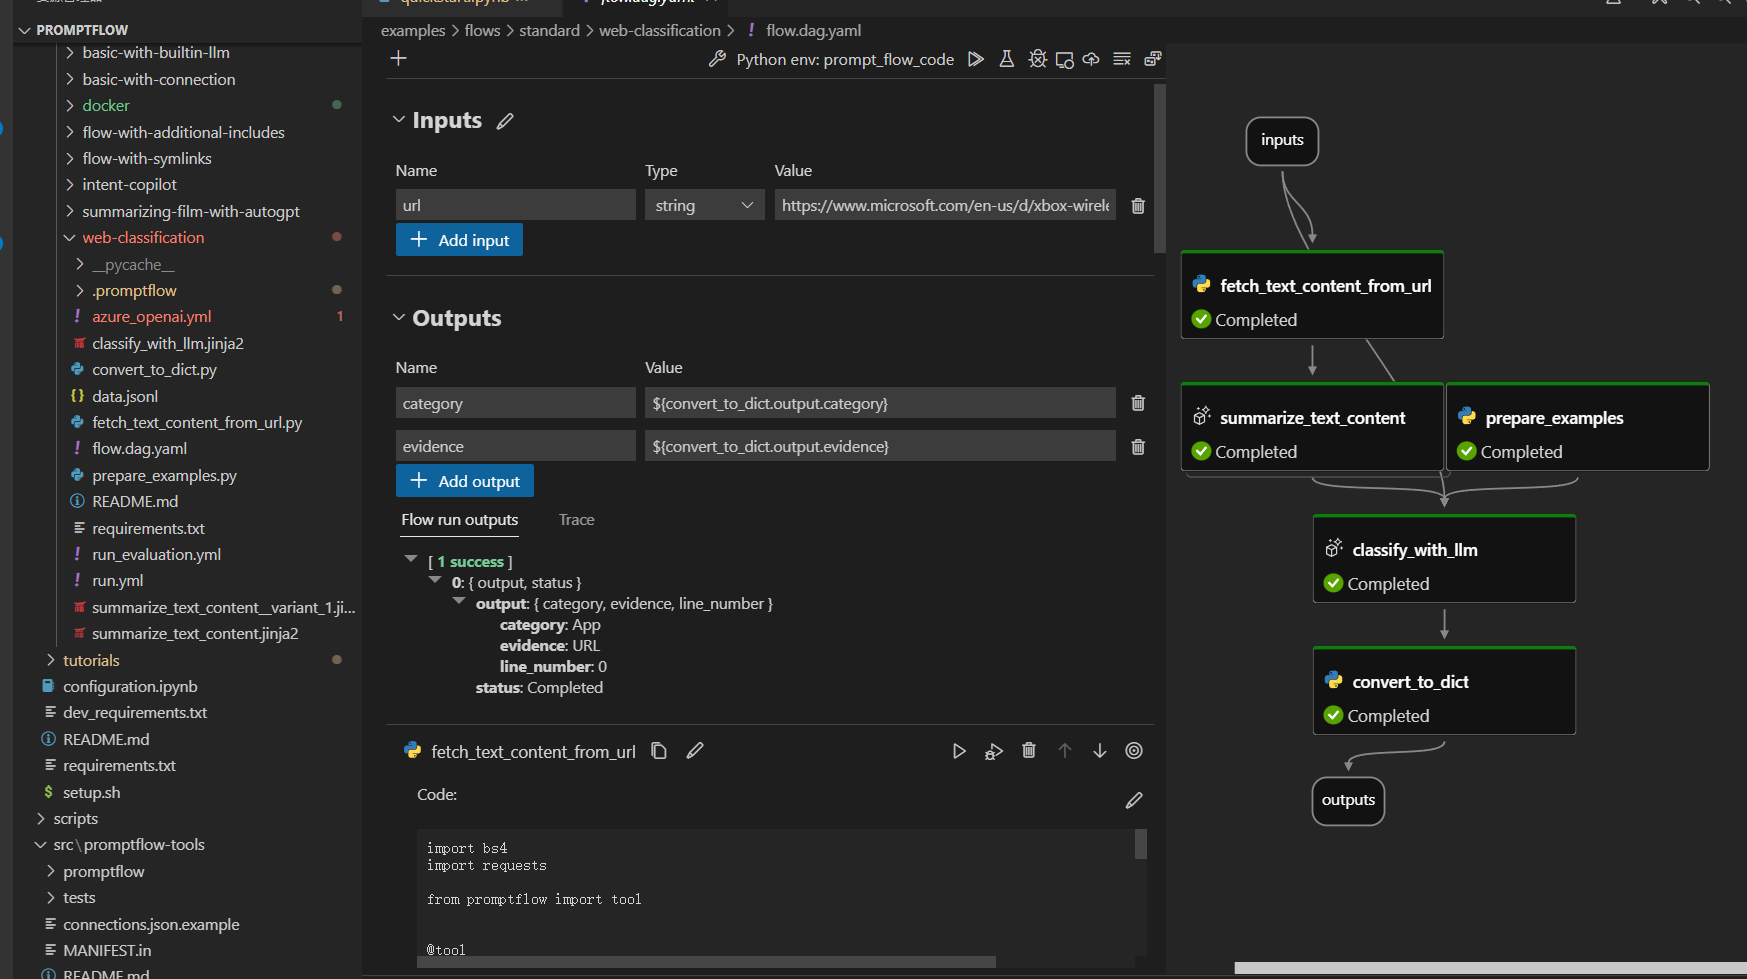 PROMPTFLOW
basic-with-builtin-llm
basic-with-connection
docker
flow-with-additional-includes
flow-with-symlinks
intent-copilot
summarizing-film-with-autogpt
web-classification
__pycache__
.promptflow
azure_openai.yml 1
classify_with_llm.jinja2
convert_to_dict.py
data.jsonl
fetch_text_content_from_url.py
flow.dag.yaml
prepare_examples.py
README.md
requirements.txt
run_evaluation.yml
run.yml
summarize_text_content__variant_1.ji...
summarize_text_content.jinja2
tutorials
configuration.ipynb
dev_requirements.txt
README.md
requirements.txt
setup.sh
scripts
src\promptflow-tools
promptflow
tests
connections.json.example
MANIFEST.in
README.md
examples > flows > standard > web-classification > ! flow.dag.yaml
Python env: prompt_flow_code
Inputs
Name Type Value
url string https://www.microsoft.com/en-us/d/xbox-wirele
Add input
Outputs
Name Value
category ${convert_to_dict.output.category}
evidence ${convert_to_dict.output.evidence}
Add output
Flow run outputs Trace
[ 1 success ]
0: { output, status }
output: { category, evidence, line_number }
category: App
evidence: URL
line_number: 0
status: Completed
fetch_text_content_from_url
Code:
import bs4
import requests
from promptflow import tool
@tool
inputs
fetch_text_content_from_url
Completed
summarize_text_content
Completed
prepare_examples
Completed
classify_with_llm
Completed
convert_to_dict
Completed
outputs